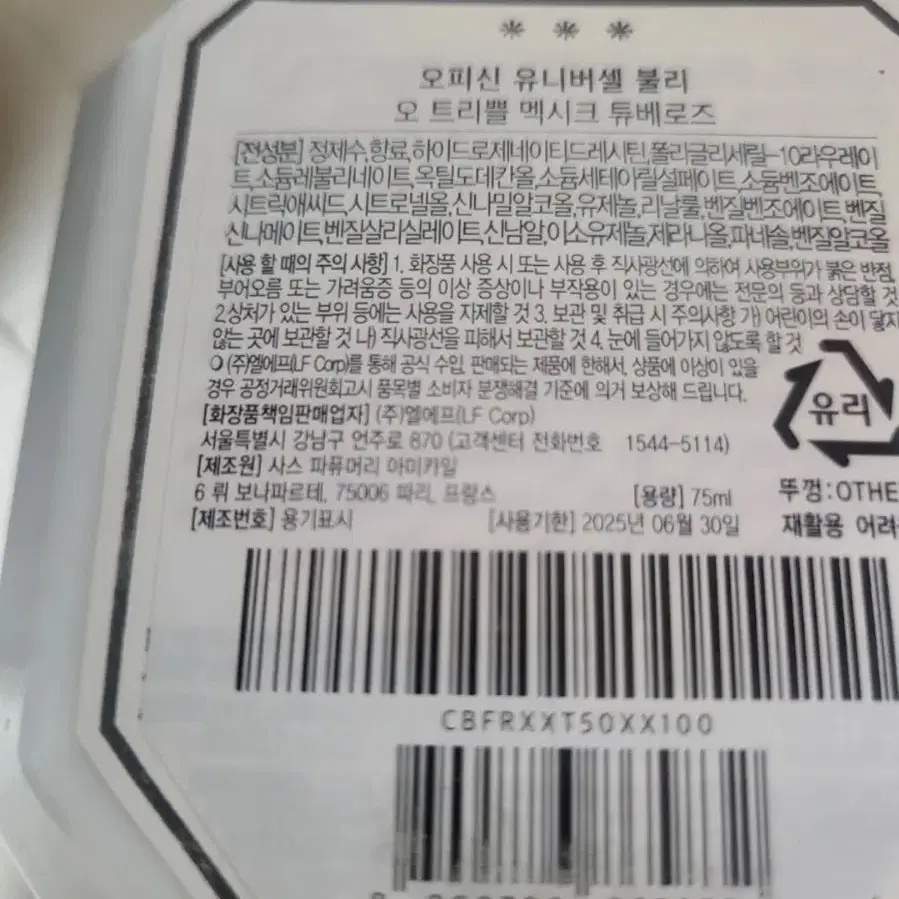 오피신 유니버셀 불리
오 트리쁠 멕시크 튜베로즈
[전성분] 정제수,향료,하이드로제네이티드레시틴,폴리글리세릴-10라우레이
트,소듐레불리네이트,옥틸도데칸올,소듐세테아릴설페이트,소듐벤조에이트,
시트릭애씨드,시트로넬올,신나밀알코올,유제놀,리날룰,벤질벤조에이트,벤질
신나메이트,벤질살리실레이트,신남알,이소유제놀,제라니올,파네솔,벤질알코올
[사용 할 때의 주의 사항] 1. 화장품 사용 시 또는 사용 후 직사광선에 의하여 사용부위가 붉은 반점,
부어오름 또는 가려움증 등의 이상 증상이나 부작용이 있는 경우에는 전문의 등과 상담할 것
2.상처가 있는 부위 등에는 사용을 자제할 것 3. 보관 및 취급 시 주의사항 가) 어린이의 손이 닿지
않는 곳에 보관할 것 나) 직사광선을 피해서 보관할 것 4. 눈에 들어가지 않도록 할 것
○ (주)엘에프(LF Corp)를 통해 공식 수입, 판매되는 제품에 한해서, 상품에 이상이 있을
경우 공정거래위원회고시 품목별 소비자 분쟁해결 기준에 의거 보상해 드립니다.
[화장품책임판매업자] (주)엘에프(LF Corp)
서울특별시 강남구 언주로 870 (고객센터 전화번호 1544-5114)
[제조원] 사스 파퓨머리 아미카일
6 뤼 보나파르테, 75006 파리, 프랑스 [용량] 75ml
[제조번호] 용기표시 [사용기한] 2025년 06월 30일
유리
뚜껑:OTHE
재활용 어려
CBFRXXT50XX100